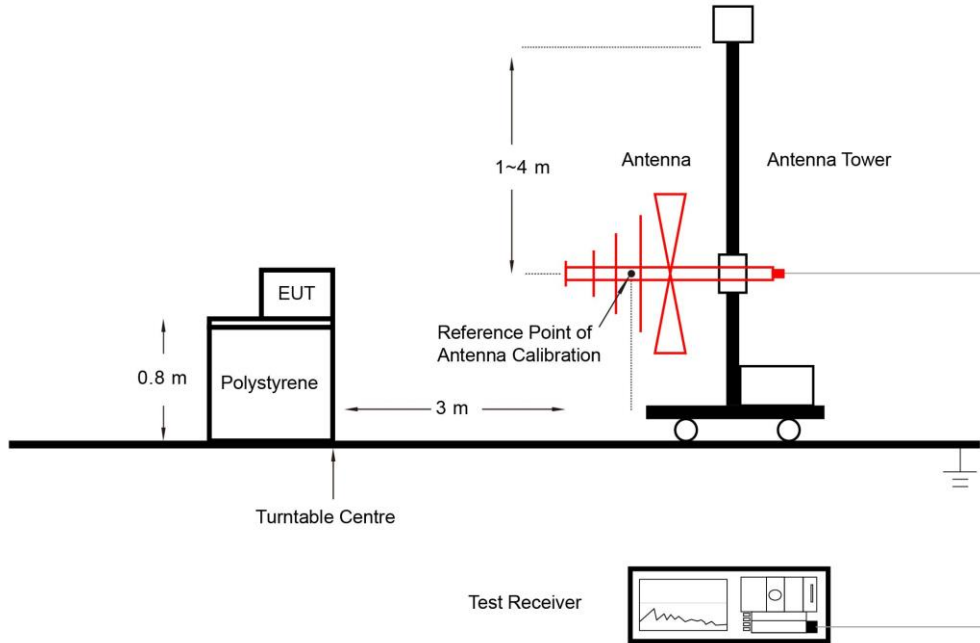 1~4 m
Antenna
Antenna Tower
EUT
Reference Point of
Antenna Calibration
0.8 m
Polystyrene
3 m
Turntable Centre
Test Receiver